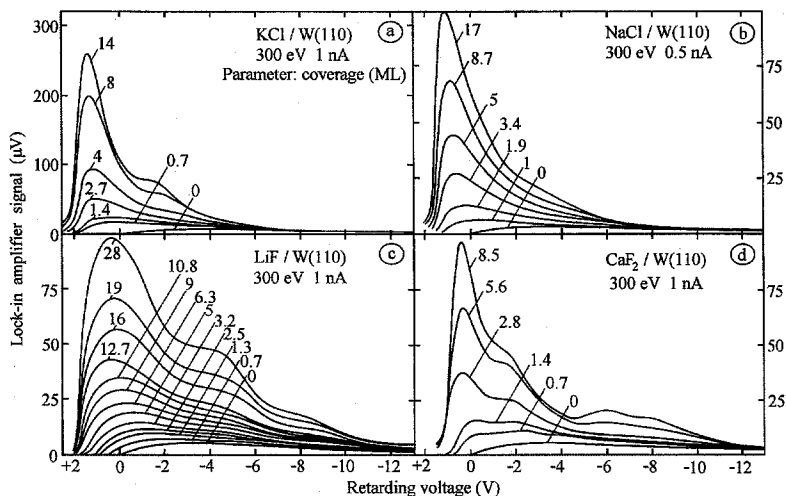 KCl / W(110)
300 eV 1 nA
Parameter: coverage (ML)
a
14
8
4
2.7
1.4
0.7
0
300
200
100
50
0
NaCl / W(110)
300 eV 0.5 nA
b
17
8.7
5
3.4
1.9
1
0
75
50
25
LiF / W(110)
300 eV 1 nA
c
28
19
16
12.7
10.8
9
6.3
5
3.2
2.5
1.3
0.7
0
75
50
25
0
CaF₂ / W(110)
300 eV 1 nA
d
8.5
5.6
2.8
1.4
0.7
0
75
50
25
Lock-in amplifier signal (μV)
+2 0 -2 -4 -6 -8 -10 -12
+2 0 -2 -4 -6 -8 -10 -12
Retarding voltage (V)
Retarding voltage (V)